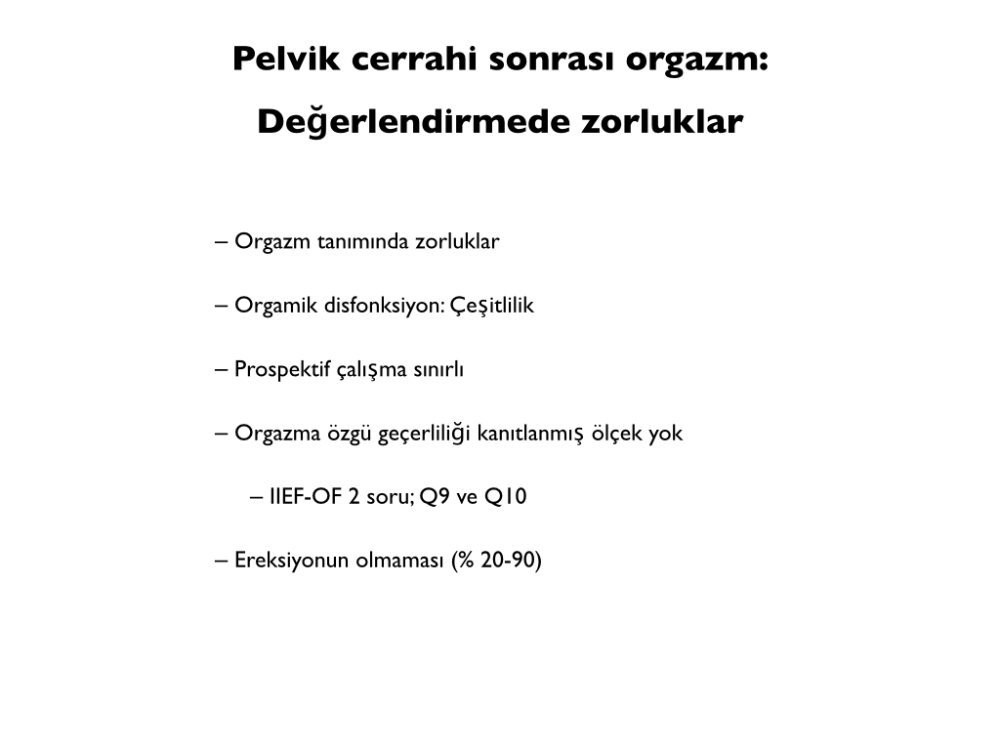 Pelvik cerrahi sonrası orgazm:
Değerlendirmede zorluklar
– Orgazm tanımında zorluklar
– Orgamik disfonksiyon: Çeşitlilik
– Prospektif çalışma sınırlı
– Orgazma özgü geçerliliği kanıtlanmış ölçek yok
– IIEF-OF 2 soru; Q9 ve Q10
– Ereksiyonun olmaması (% 20-90)